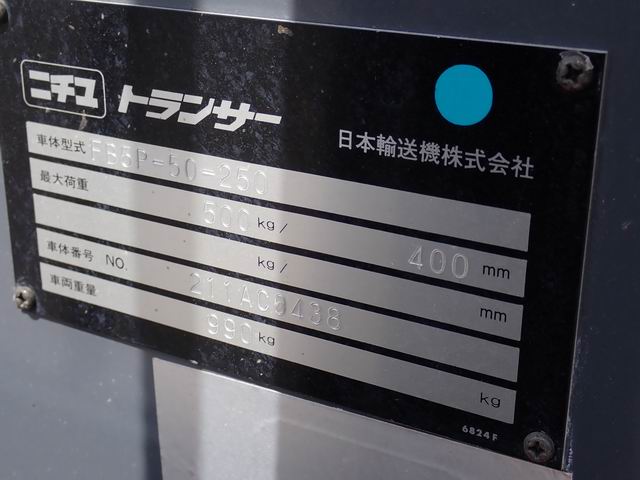 ニチユ トランサー
日本輸送機株式会社
車体型式 FB5P-50-250
最大荷重 500 kg/ 400 mm
kg/ mm
車体番号 NO. 211AC6438
車両重量 990 kg kg
6824F